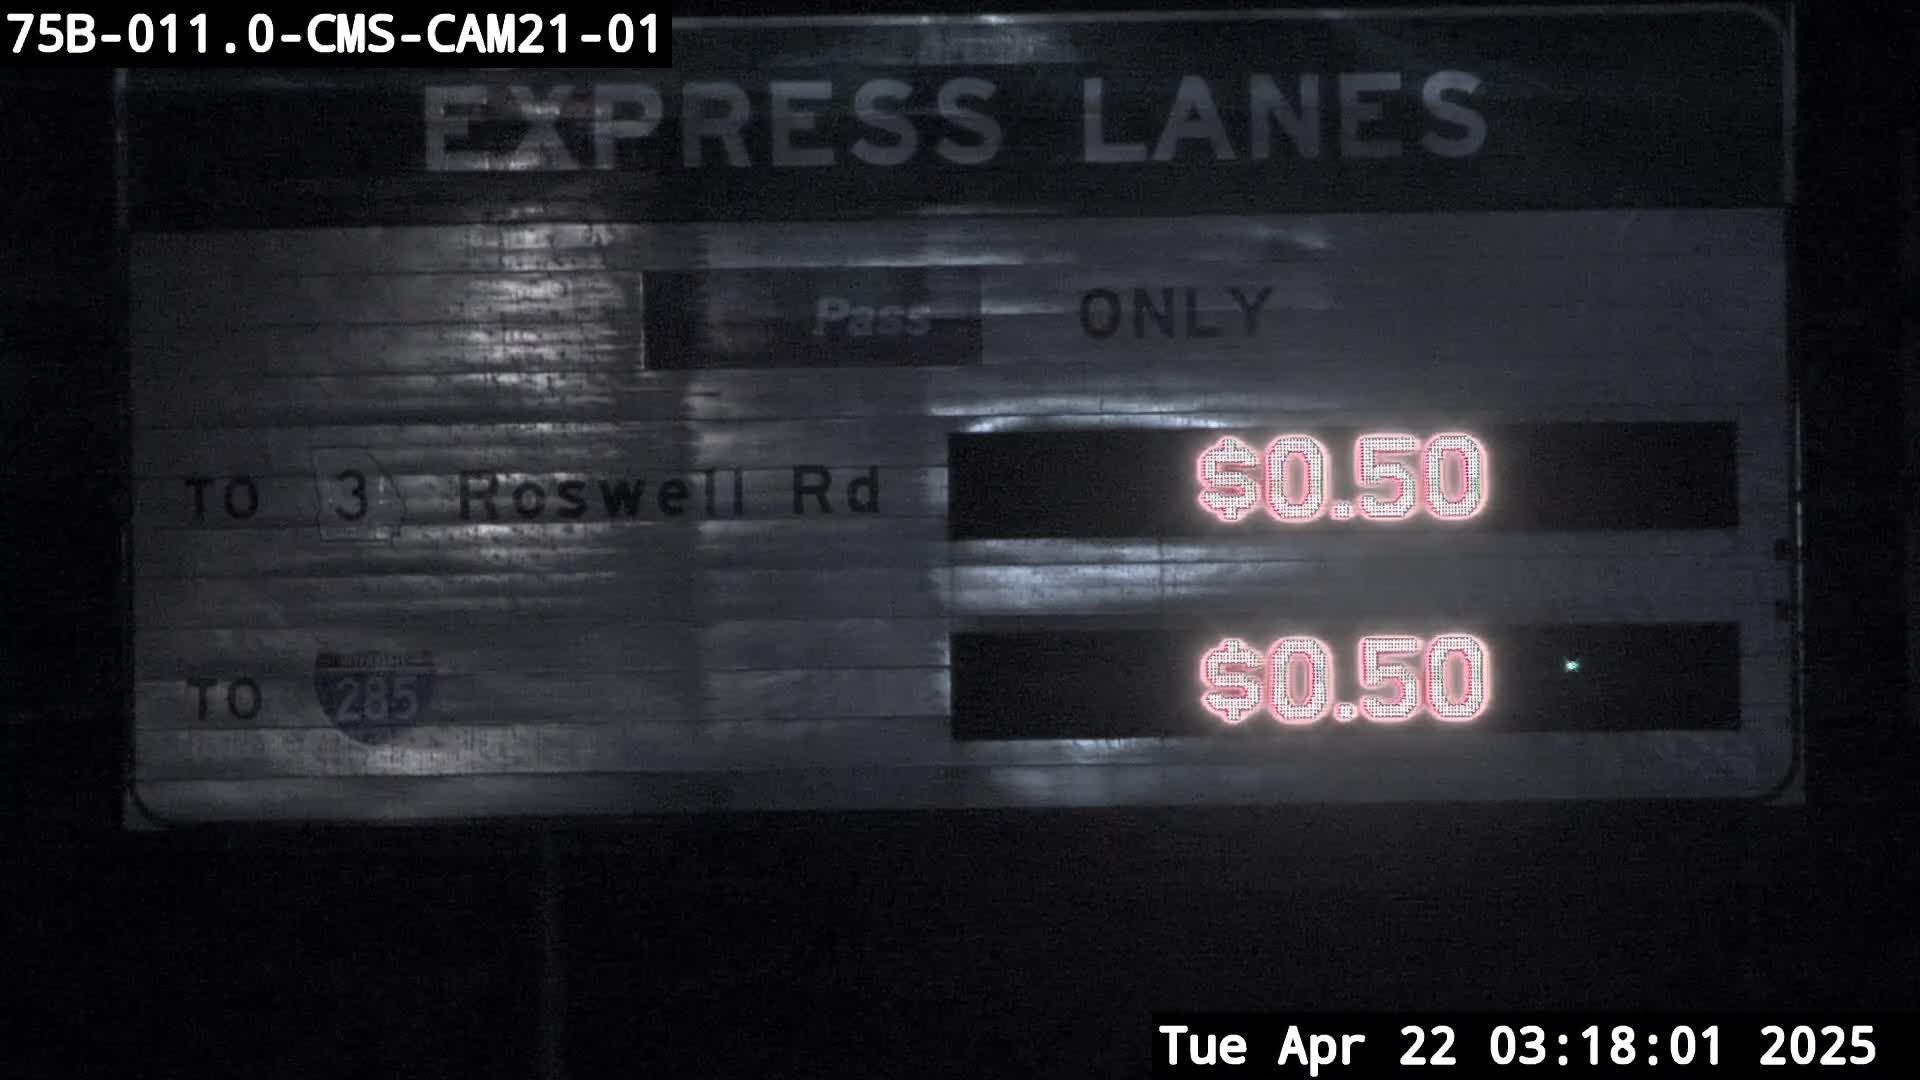 75B-011.0-CMS-CAM21-01
EXPRESS LANES
Pass ONLY
TO 3 Roswell Rd $0.50
TO 285 $0.50
Tue Apr 22 03:18:01 2025